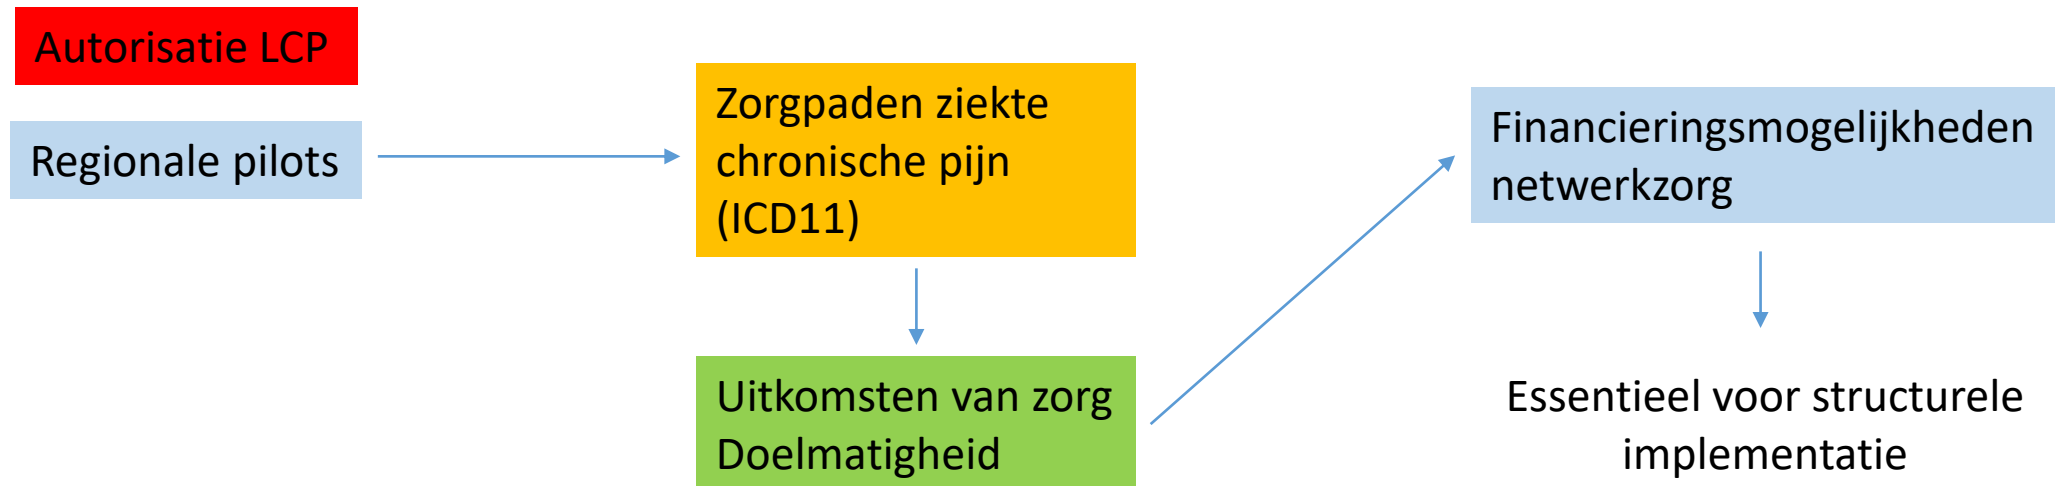 Autorisatie LCP
Regionale pilots
Zorgpaden ziekte
chronische pijn
(ICD11)
Uitkomsten van zorg
Doelmatigheid
Financieringsmogelijkheden
netwerkzorg
Essentieel voor structurele
implementatie